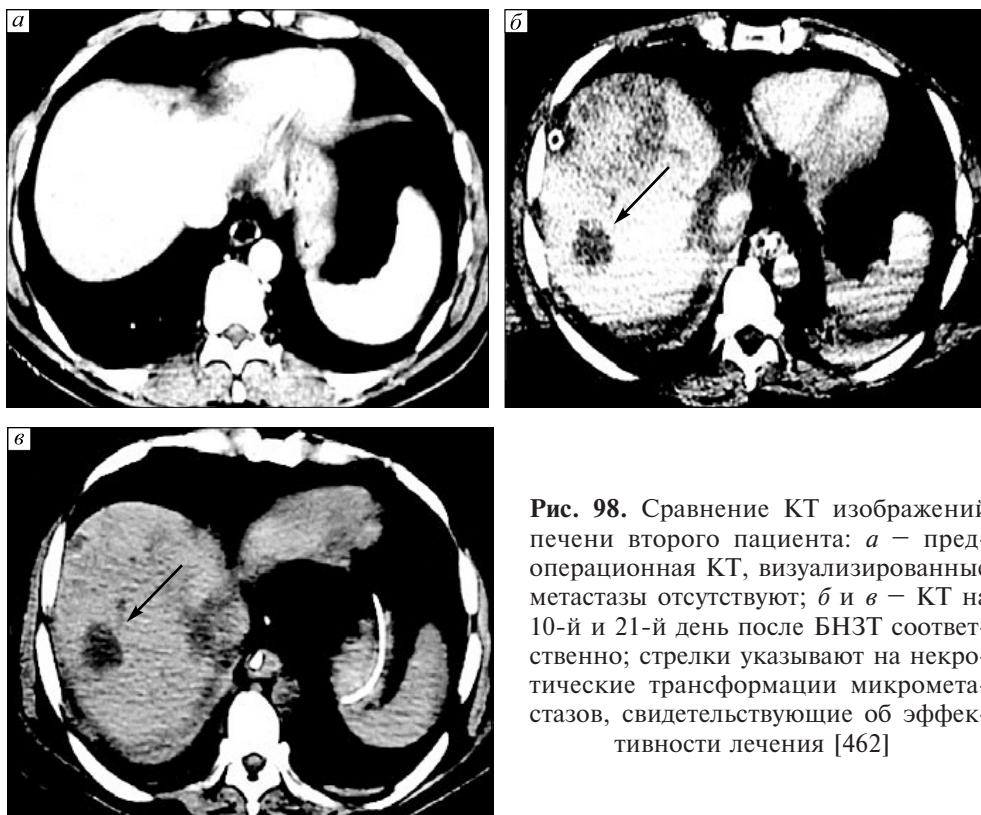 а
б
в
Рис. 98. Сравнение КТ изображений
печени второго пациента: а — пред-
операционная КТ, визуализированные
метастазы отсутствуют; б и в — КТ на
10-й и 21-й день после БНЗТ соответ-
ственно; стрелки указывают на некро-
тические трансформации микромета-
стазов, свидетельствующие об эффек-
тивности лечения [462]